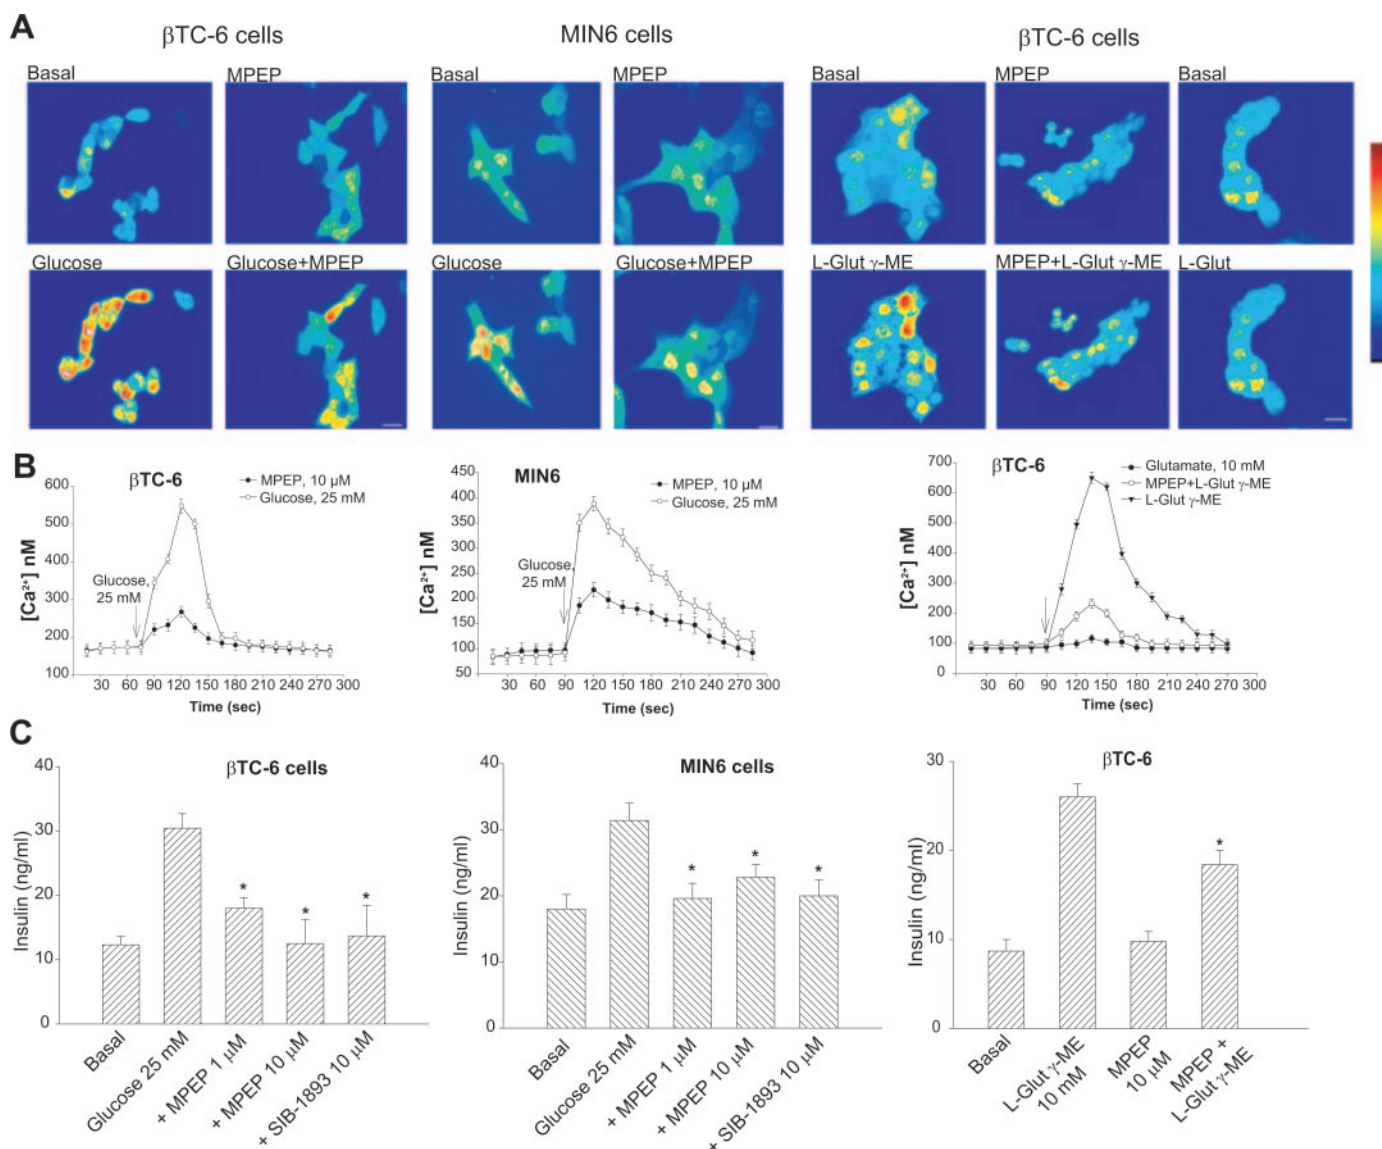 A
βTC-6 cells
MIN6 cells
βTC-6 cells
Basal
MPEP
Basal
MPEP
Basal
MPEP
Basal
Glucose
Glucose+MPEP
Glucose
Glucose+MPEP
L-Glut γ-ME
MPEP+L-Glut γ-ME
L-Glut
B
βTC-6
MPEP, 10 μM
Glucose, 25 mM
Glucose,
25 mM
[Ca²⁺] nM
600
500
400
300
200
100
30 60 90 120 150 180 210 240 270 300
Time (sec)
MIN6
MPEP, 10 μM
Glucose, 25 mM
Glucose,
25 mM
[Ca²⁺] nM
450
400
350
300
250
200
150
100
50
30 60 90 120 150 180 210 240 270 300
Time (sec)
βTC-6
Glutamate, 10 mM
MPEP+L-Glut γ-ME
L-Glut γ-ME
[Ca²⁺] nM
700
600
500
400
300
200
100
0
30 60 90 120 150 180 210 240 270 300
Time (sec)
C
βTC-6 cells
Insulin (ng/ml)
40
30
20
10
0
* * *
Basal
Glucose 25 mM
+ MPEP 1 μM
+ MPEP 10 μM
+ SIB-1893 10 μM
MIN6 cells
Insulin (ng/ml)
40
30
20
10
0
* * *
Basal
Glucose 25 mM
+ MPEP 1 μM
+ MPEP 10 μM
+ SIB-1893 10 μM
βTC-6
Insulin (ng/ml)
30
20
10
0
*
Basal
L-Glut γ-ME
10 mM
MPEP
10 μM
MPEP +
L-Glut γ-ME